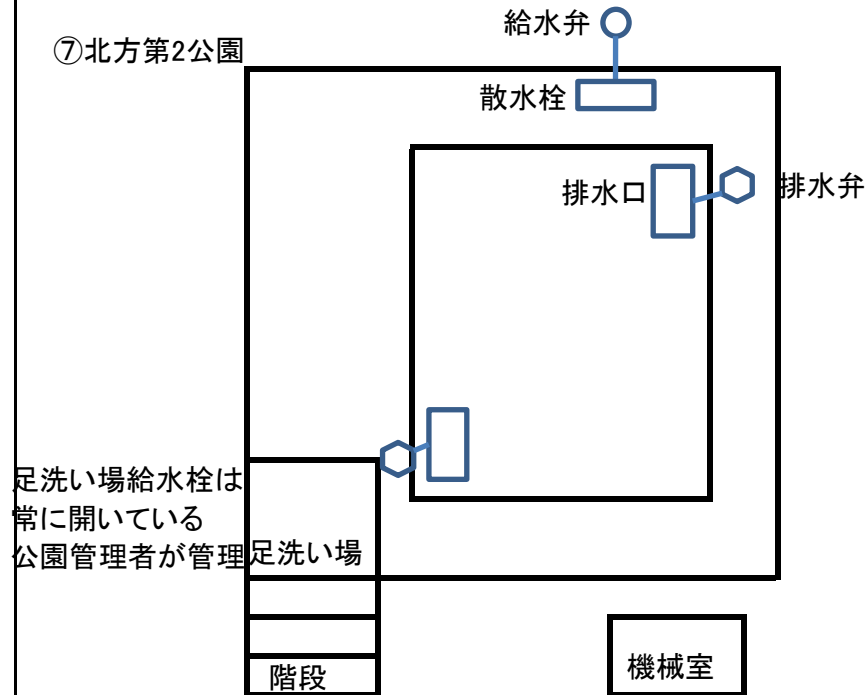 給水弁
⑦北方第2公園
散水栓
排水口
排水弁
足洗い場給水栓は
常に開いている
公園管理者が管理
足洗い場
階段
機械室